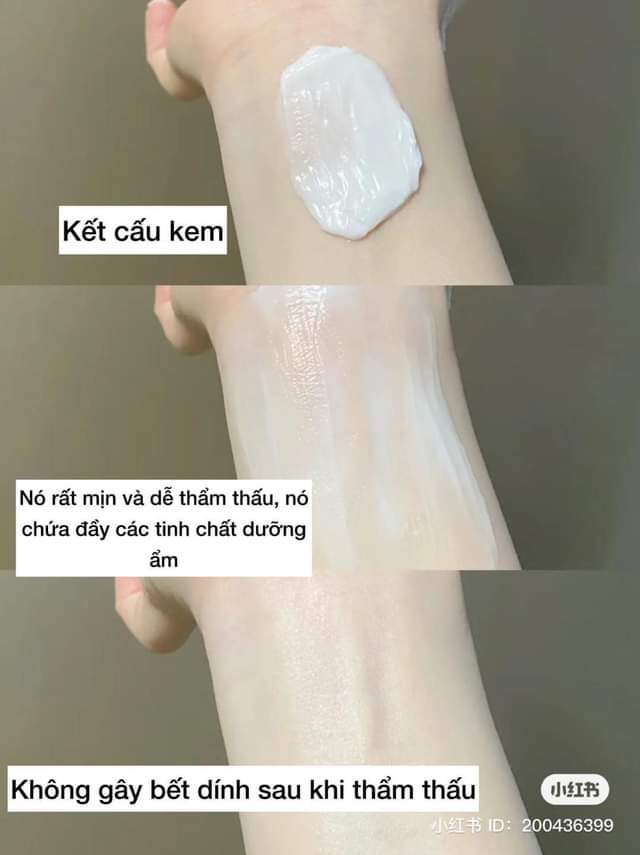 Kết cấu kem
Nó rất mịn và dễ thẩm thấu, nó
chứa đầy các tinh chất dưỡng
ẩm
Không gây bết dính sau khi thẩm thấu
小红书
小红书 ID: 200436399